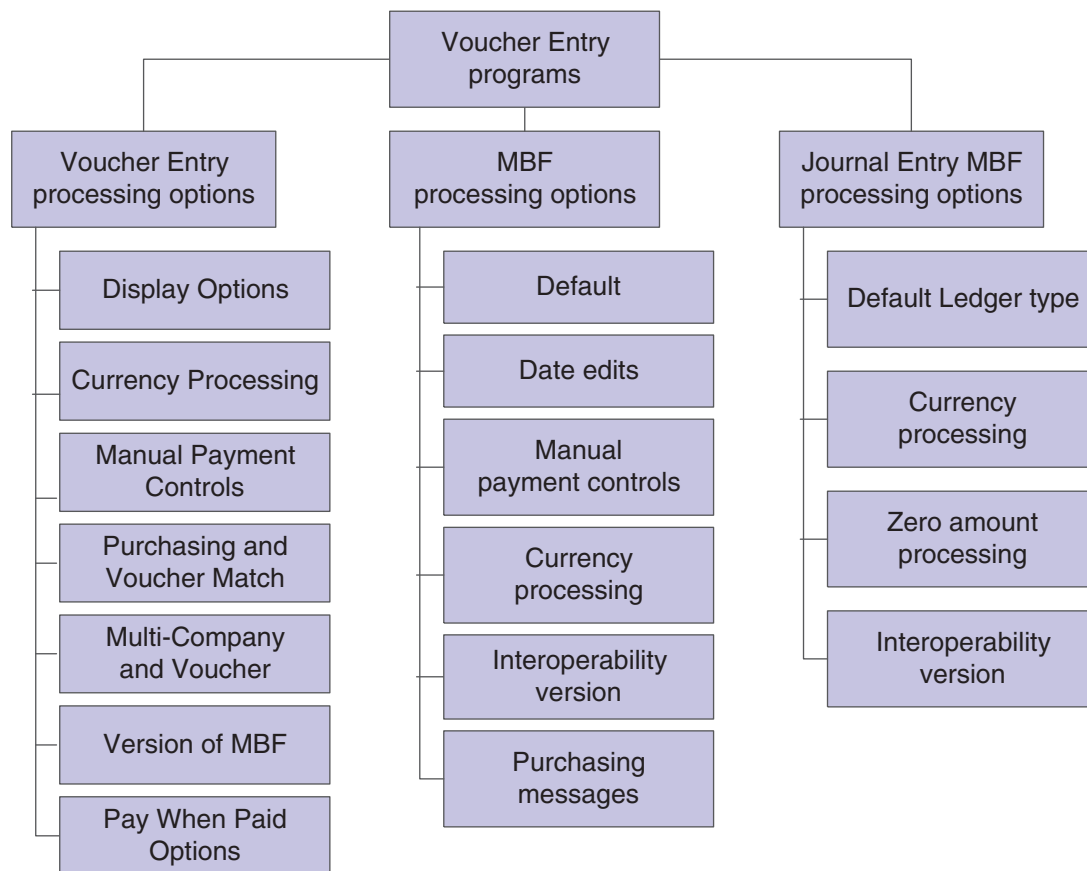 Voucher Entry
programs
Voucher Entry
processing options
Display Options
Currency Processing
Manual Payment
Controls
Purchasing and
Voucher Match
Multi-Company
and Voucher
Version of MBF
Pay When Paid
Options
MBF
processing options
Default
Date edits
Manual
payment controls
Currency
processing
Interoperability
version
Purchasing
messages
Journal Entry MBF
processing options
Default Ledger type
Currency
processing
Zero amount
processing
Interoperability
version